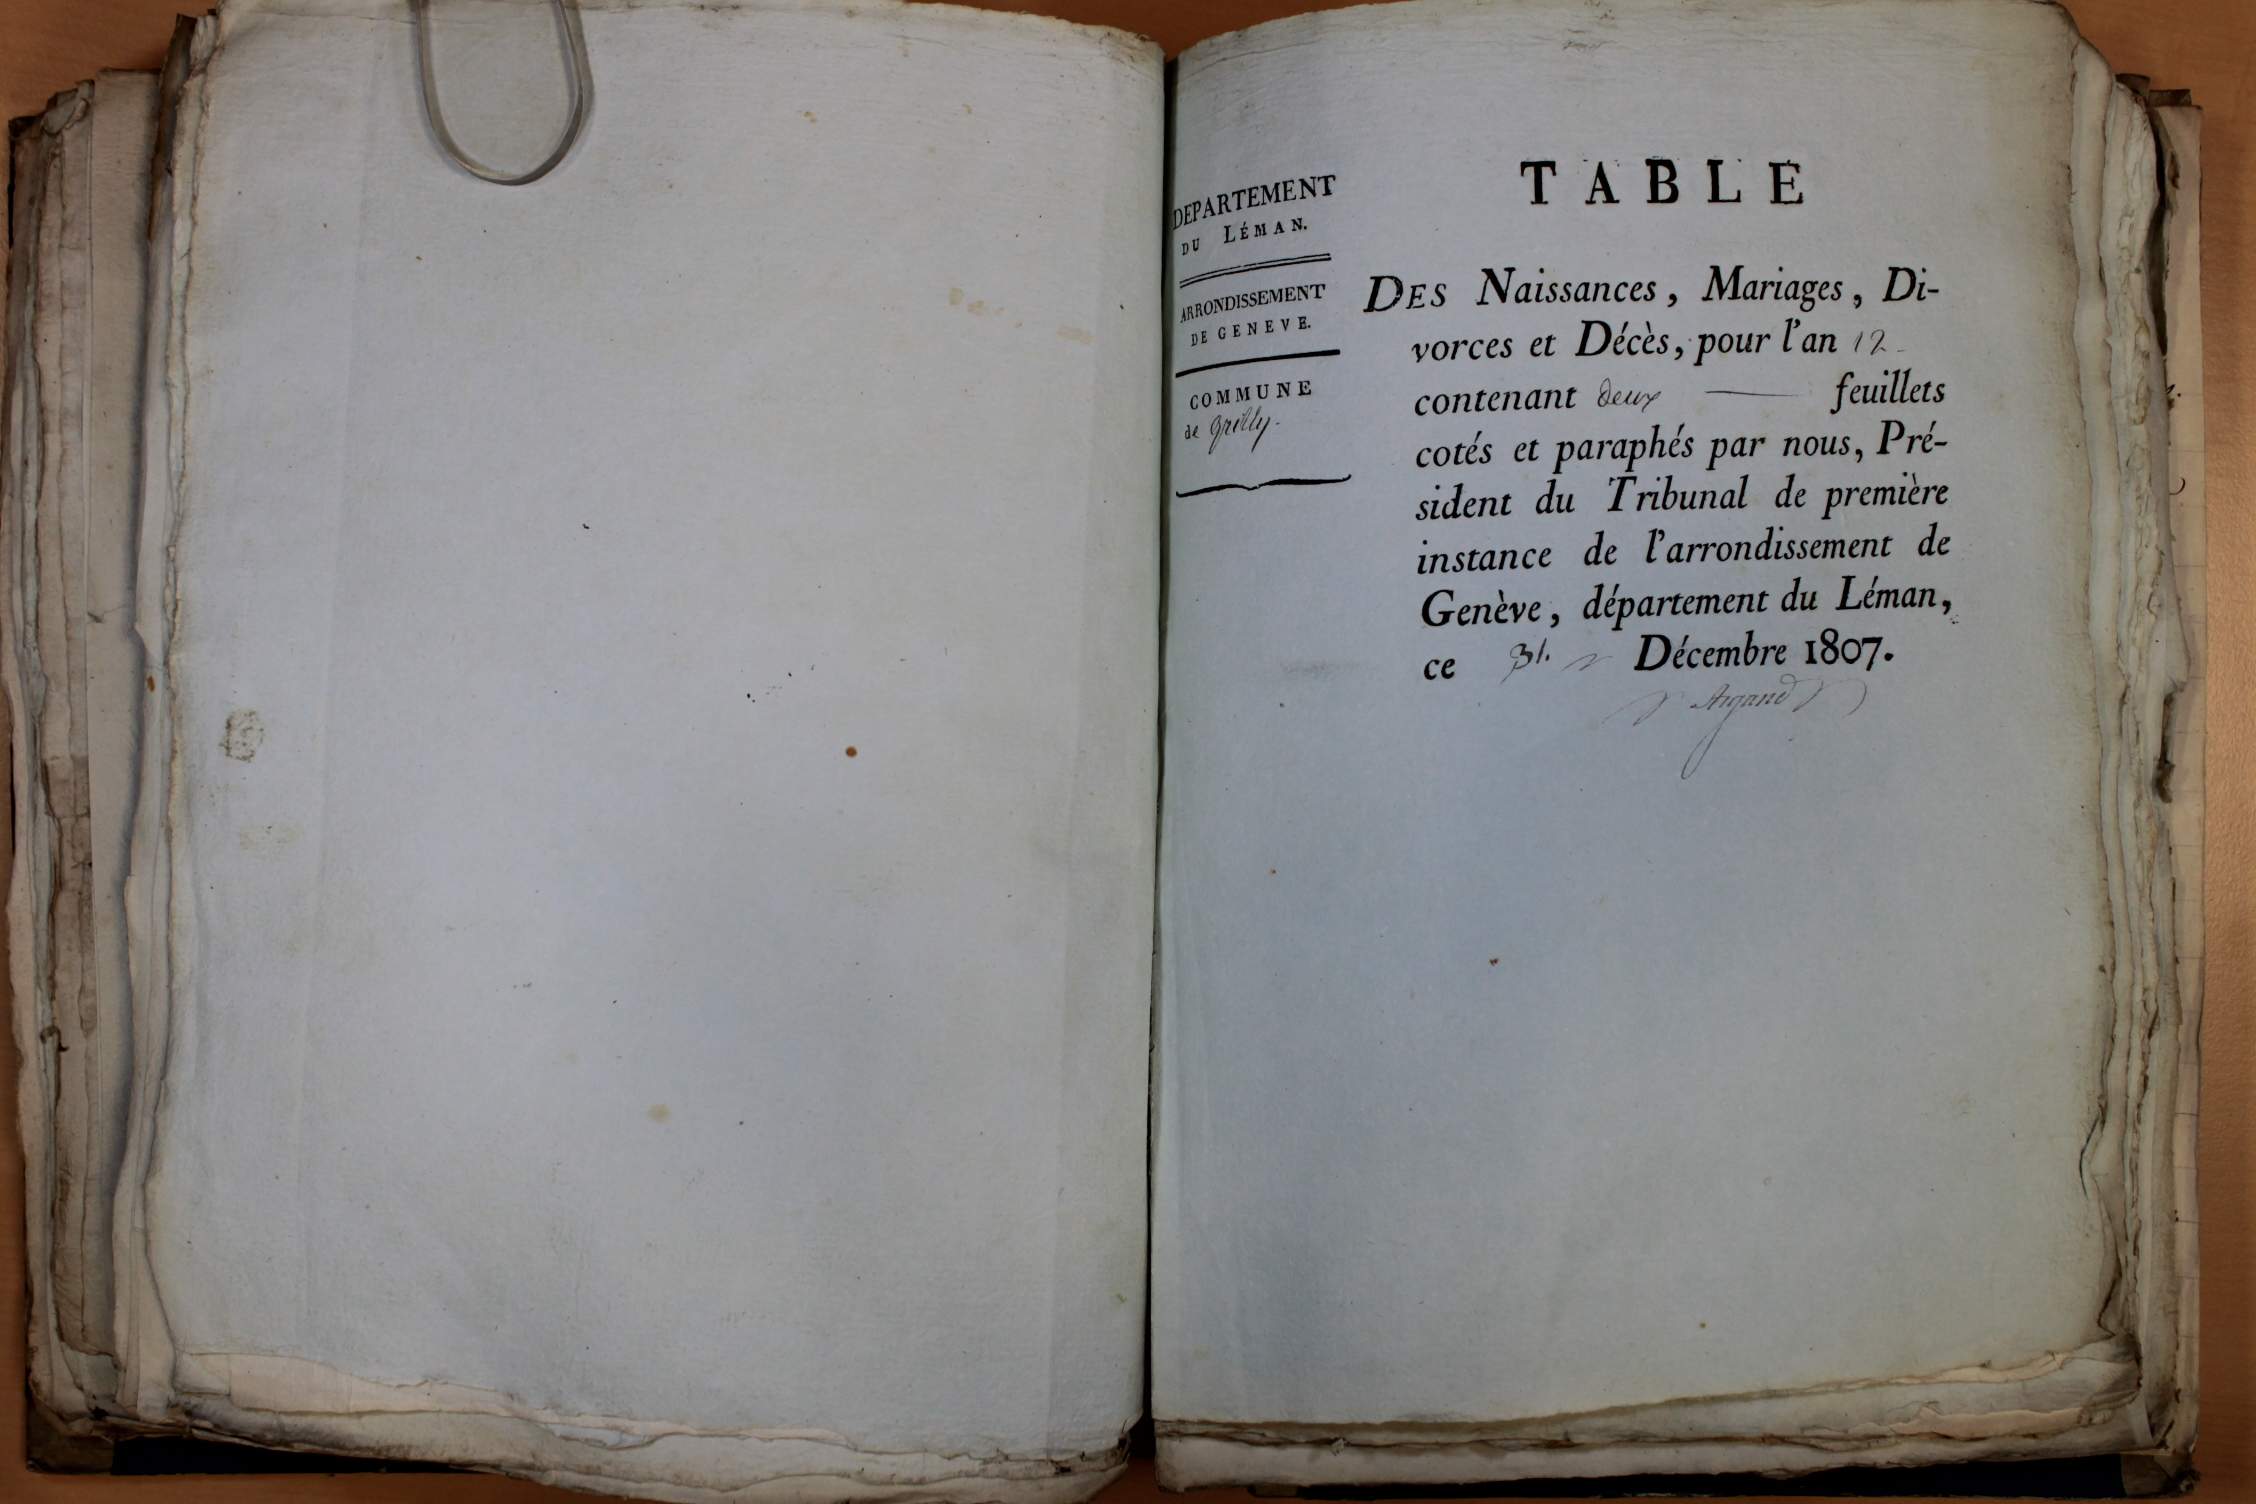 DEPARTEMENT
DU LÉMAN.
ARRONDISSEMENT
DE GENEVE.
COMMUNE
de Grilly.
TABLE
DES Naissances, Mariages, Di-
vorces et Décès, pour l'an 12
contenant deux — feuillets
cotés et paraphés par nous, Pré-
sident du Tribunal de première
instance de l'arrondissement de
Genève, département du Léman,
ce 31. Décembre 1807.
Argand